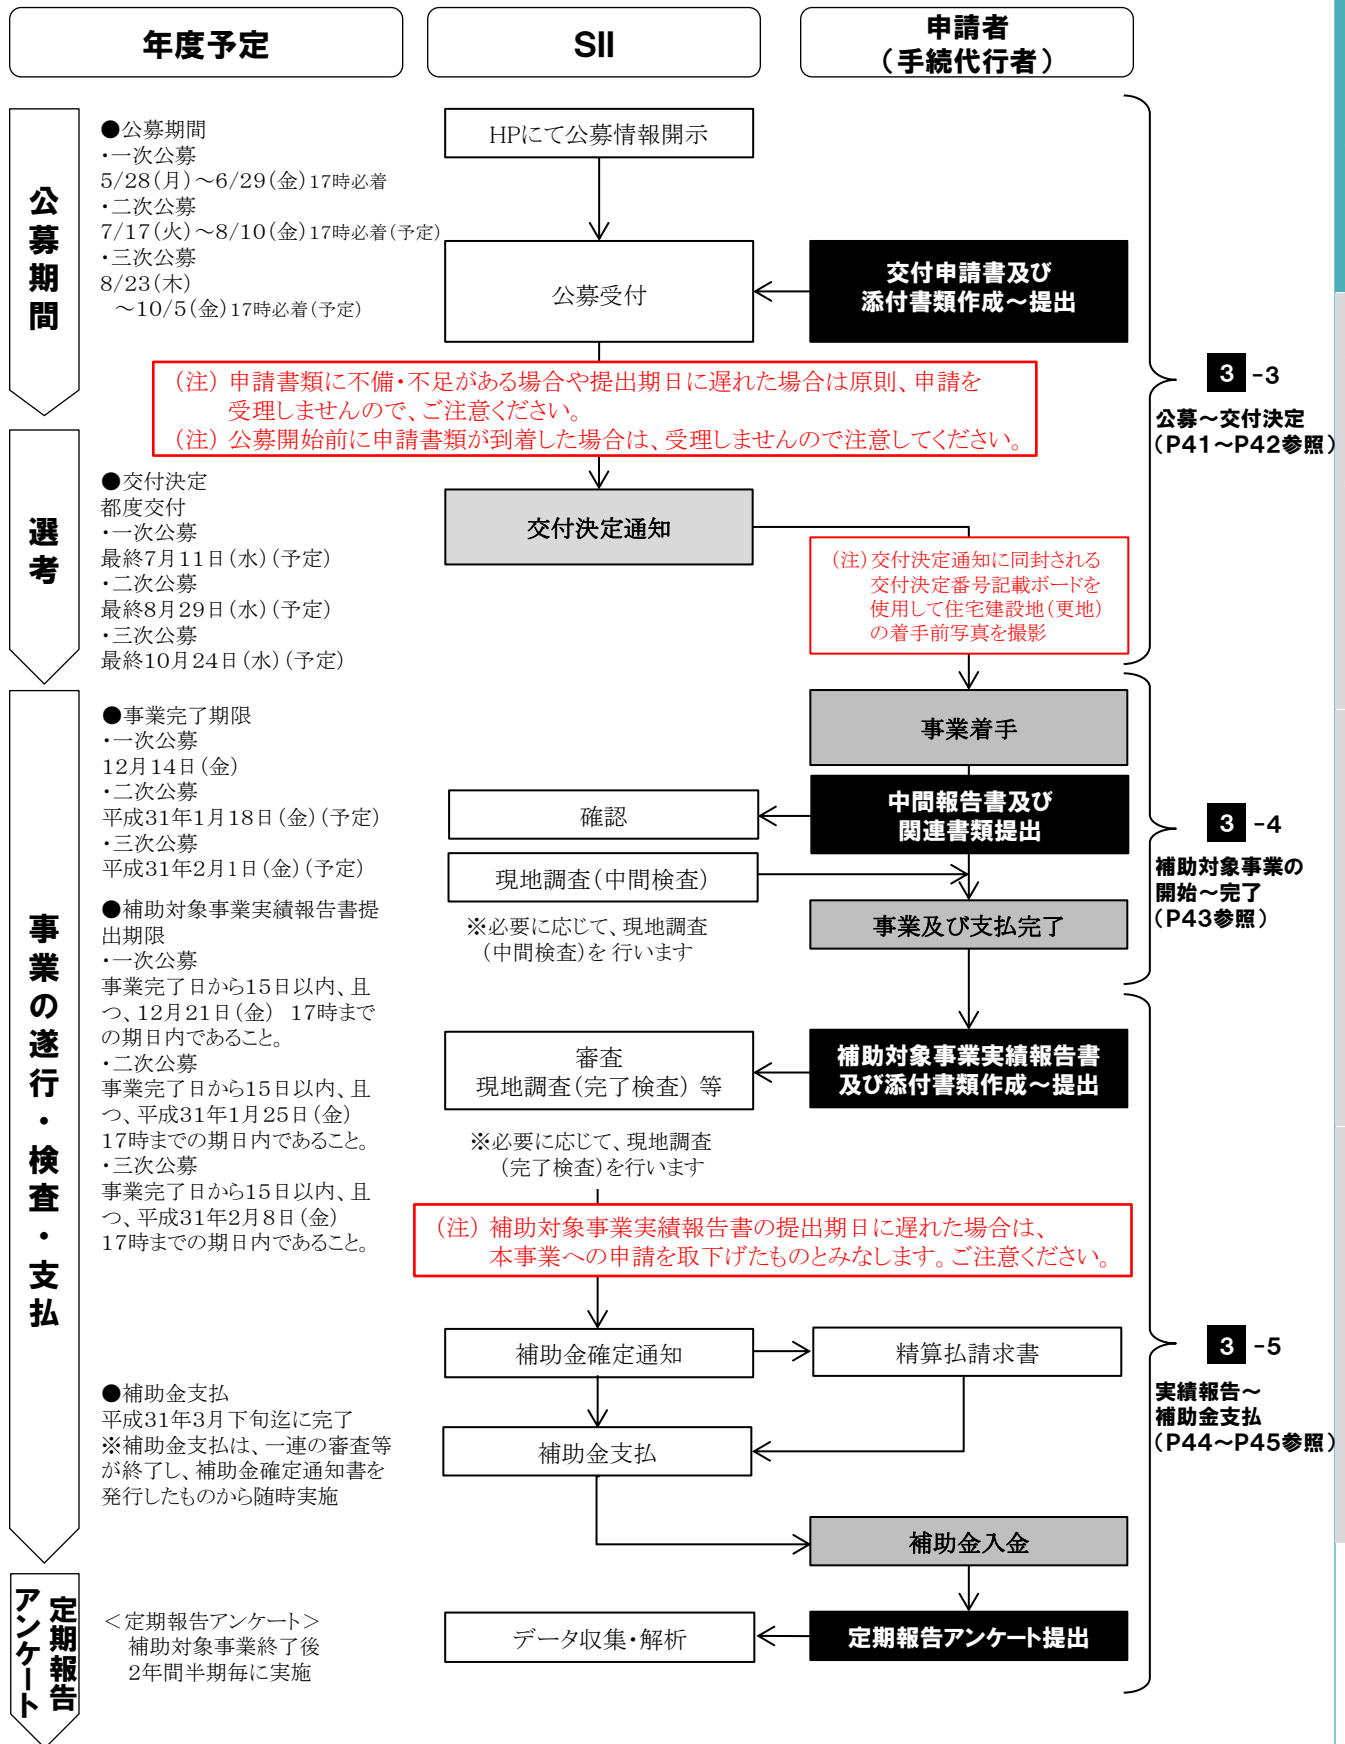 年度予定
SII
申請者
（手続代行者）
公募期間
●公募期間
・一次公募
5/28(月)～6/29(金)17時必着
・二次公募
7/17(火)～8/10(金)17時必着(予定)
・三次公募
8/23(木)
～10/5(金)17時必着(予定)
HPにて公募情報開示
公募受付
交付申請書及び
添付書類作成～提出
（注） 申請書類に不備・不足がある場合や提出期日に遅れた場合は原則、申請を
受理しませんので、ご注意ください。
（注） 公募開始前に申請書類が到着した場合は、受理しませんので注意してください。
3 -3
公募～交付決定
（P41～P42参照）
選考
●交付決定
都度交付
・一次公募
最終7月11日(水)(予定)
・二次公募
最終8月29日(水)(予定)
・三次公募
最終10月24日(水)(予定)
交付決定通知
（注）交付決定通知に同封される
交付決定番号記載ボードを
使用して住宅建設地(更地)
の着手前写真を撮影
事業の遂行・検査・支払
●事業完了期限
・一次公募
12月14日(金)
・二次公募
平成31年1月18日(金)(予定)
・三次公募
平成31年2月1日(金)(予定)
●補助対象事業実績報告書提
出期限
・一次公募
事業完了日から15日以内、且
つ、12月21日(金)　17時まで
の期日内であること。
・二次公募
事業完了日から15日以内、且
つ、平成31年1月25日(金)
17時までの期日内であること。
・三次公募
事業完了日から15日以内、且
つ、平成31年2月8日(金)
17時までの期日内であること。
事業着手
確認
中間報告書及び
関連書類提出
現地調査(中間検査)
※必要に応じて、現地調査
(中間検査)を 行います
事業及び支払完了
3 -4
補助対象事業の
開始～完了
（P43参照）
審査
現地調査(完了検査) 等
補助対象事業実績報告書
及び添付書類作成～提出
※必要に応じて、現地調査
(完了検査)を行います
（注） 補助対象事業実績報告書の提出期日に遅れた場合は、
本事業への申請を取下げたものとみなします。ご注意ください。
補助金確定通知
精算払請求書
3 -5
実績報告～
補助金支払
（P44～P45参照）
●補助金支払
平成31年3月下旬迄に完了
※補助金支払は、一連の審査等
が終了し、補助金確定通知書を
発行したものから随時実施
補助金支払
補助金入金
定期報告
アンケート
＜定期報告アンケート＞
補助対象事業終了後
2年間半期毎に実施
データ収集・解析
定期報告アンケート提出